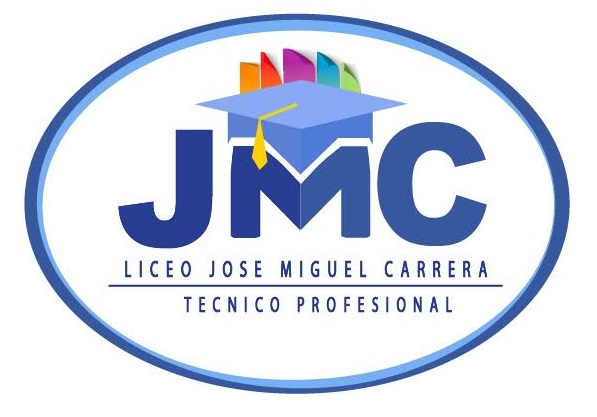 JMC
LICEO JOSE MIGUEL CARRERA
TECNICO PROFESIONAL